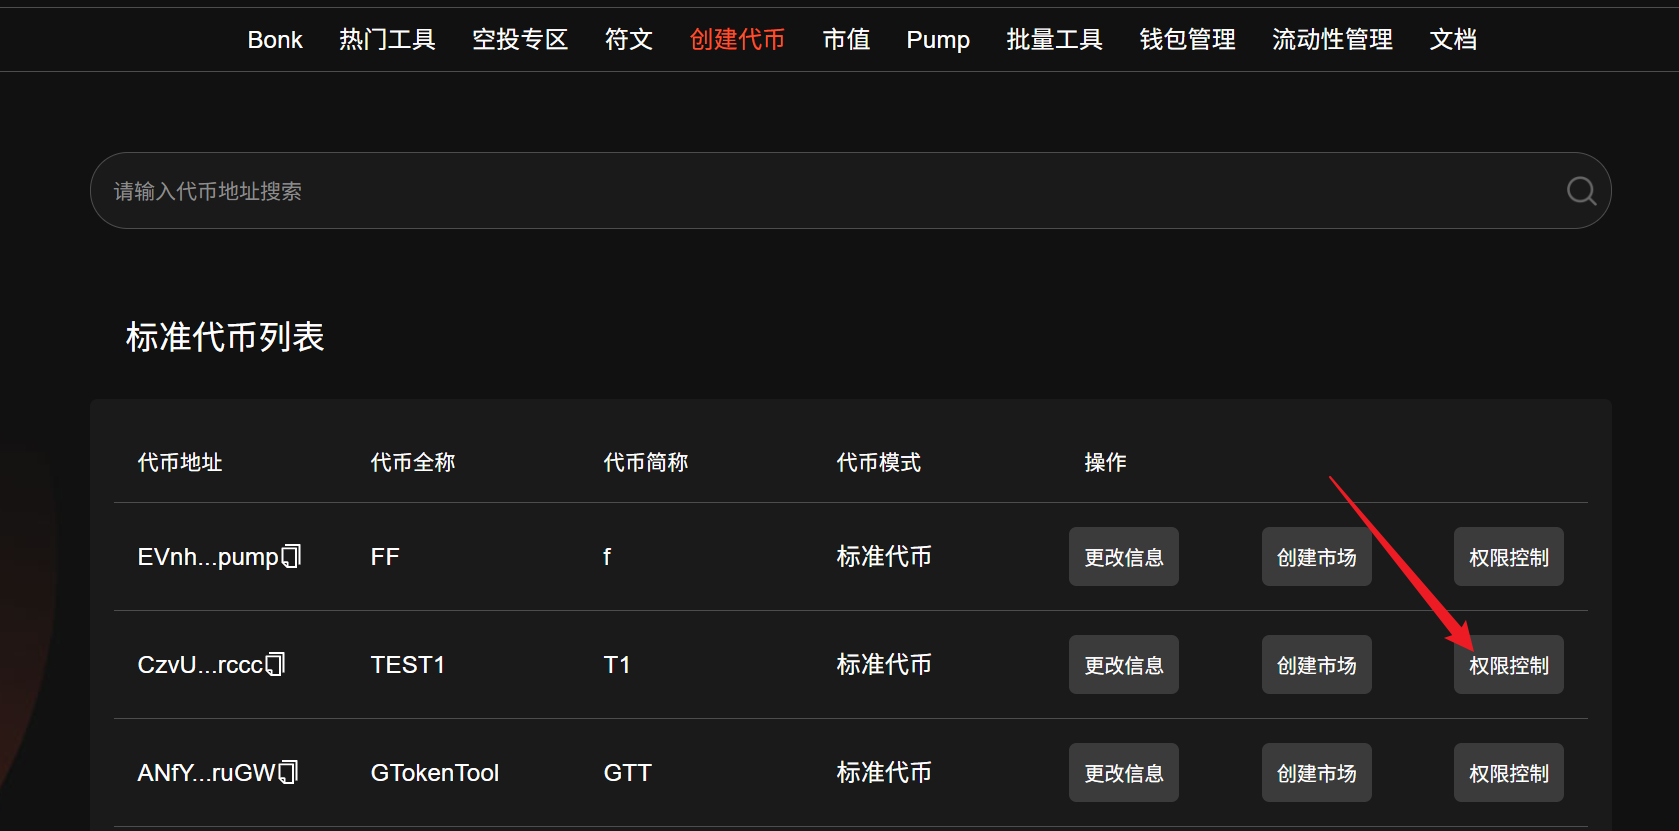 Bonk 热门工具 空投专区 符文 创建代币 市值 Pump 批量工具 钱包管理 流动性管理 文档
请输入代币地址搜索
标准代币列表
代币地址 代币全称 代币简称 代币模式 操作
EVnh...pump FF f 标准代币 更改信息 创建市场 权限控制
CzvU...rccc TEST1 T1 标准代币 更改信息 创建市场 权限控制
ANfY...ruGW GTokenTool GTT 标准代币 更改信息 创建市场 权限控制